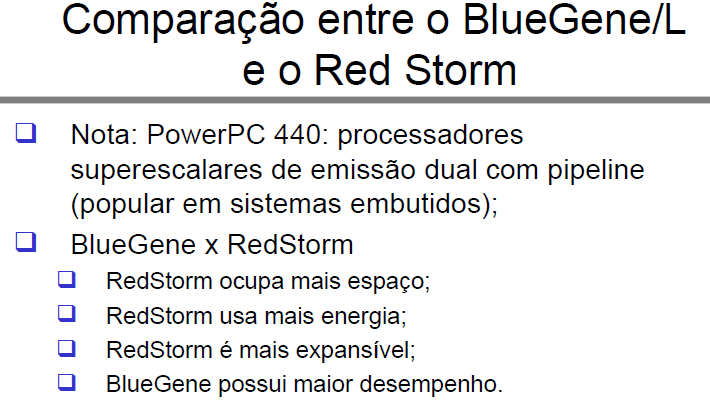 Comparação entre o BlueGene/L
e o Red Storm
Nota: PowerPC 440: processadores
superescalares de emissão dual com pipeline
(popular em sistemas embutidos);
BlueGene x RedStorm
RedStorm ocupa mais espaço;
RedStorm usa mais energia;
RedStorm é mais expansível;
BlueGene possui maior desempenho.